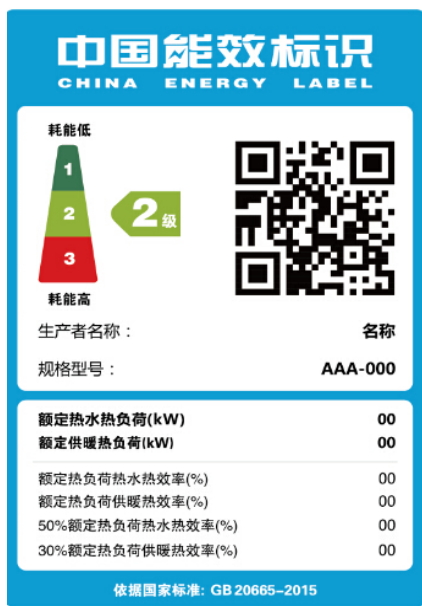 中国能效标识
CHINA ENERGY LABEL
耗能低
1
2
3
2级
耗能高
生产者名称： 名称
规格型号： AAA-000
额定热水热负荷(kW) 00
额定供暖热负荷(kW) 00
额定热负荷热水热效率(%) 00
额定热负荷供暖热效率(%) 00
50%额定热负荷热水热效率(%) 00
30%额定热负荷供暖热效率(%) 00
依据国家标准: GB 20665–2015